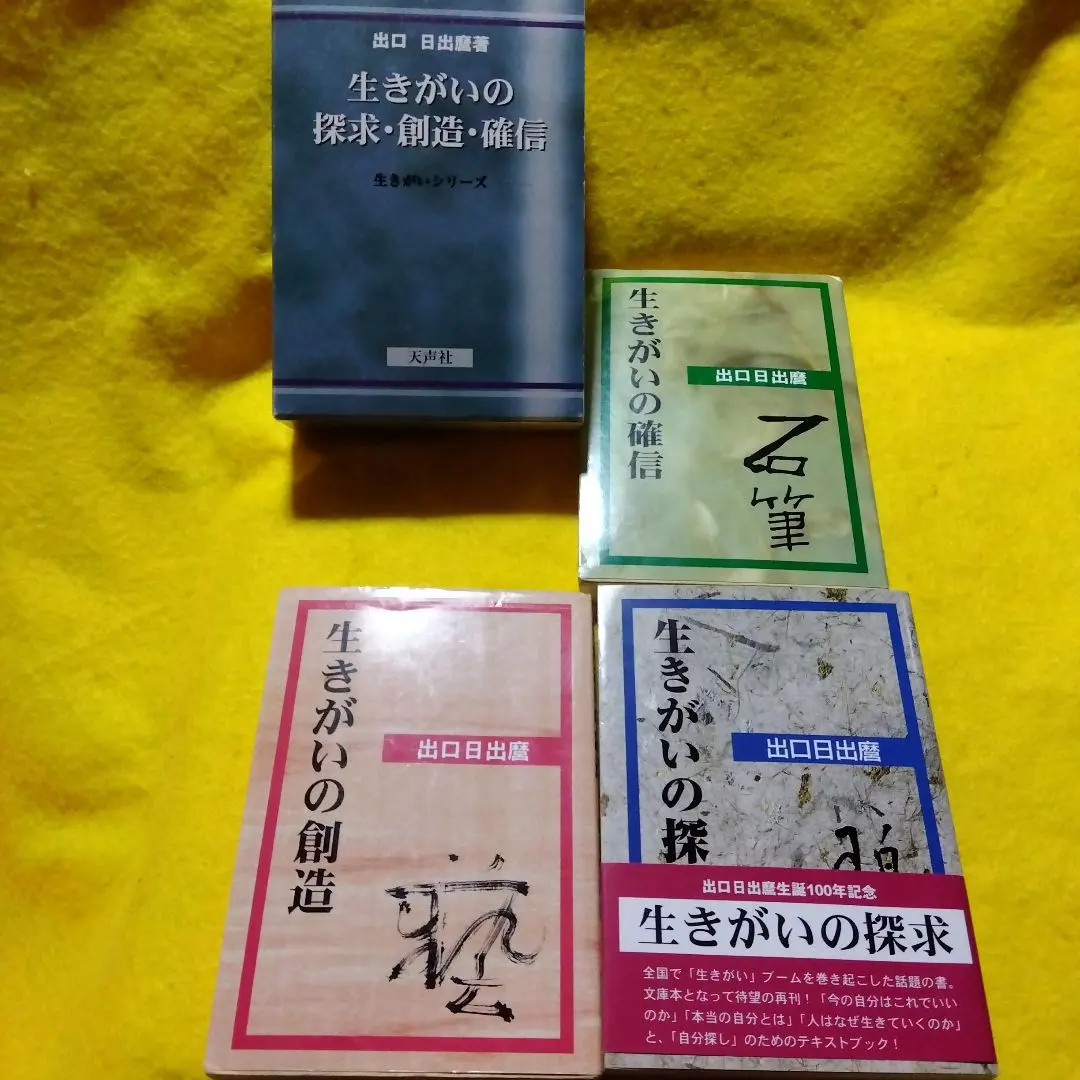 出口 日出麿著
生きがいの
探求・創造・確信
生きがいシリーズ
天声社
生きがいの確信
出口日出麿
石筆
生きがいの創造
出口日出麿
生きがいの探
出口日出麿
出口日出麿生誕100年記念
生きがいの探求
全国で「生きがい」ブームを巻き起こした話題の書。
文庫本となって待望の再刊！「今の自分はこれでいい
のか」「本当の自分とは」「人はなぜ生きていくのか」
と、「自分探し」のためのテキストブック！